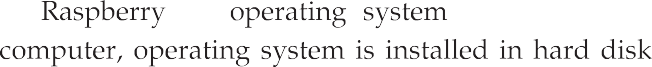 Raspberry operating system
computer, operating system is installed in hard disk